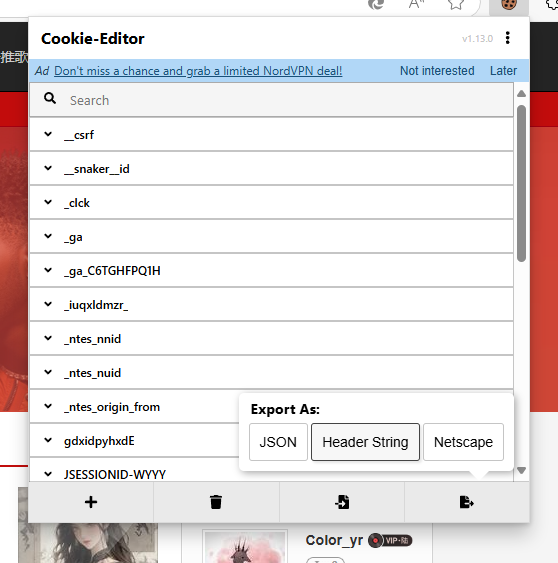 Cookie-Editor
v1.13.0
推歌
Ad Don't miss a chance and grab a limited NordVPN deal! Not interested Later
Search
__csrf
__snaker__id
_clck
_ga
_ga_C6TGHFPQ1H
_iuqxldmzr_
_ntes_nnid
_ntes_nuid
_ntes_origin_from
gdxidpyhxdE
JSESSIONID-WYYY
Export As:
JSON Header String Netscape
Color_yr VIP·陆